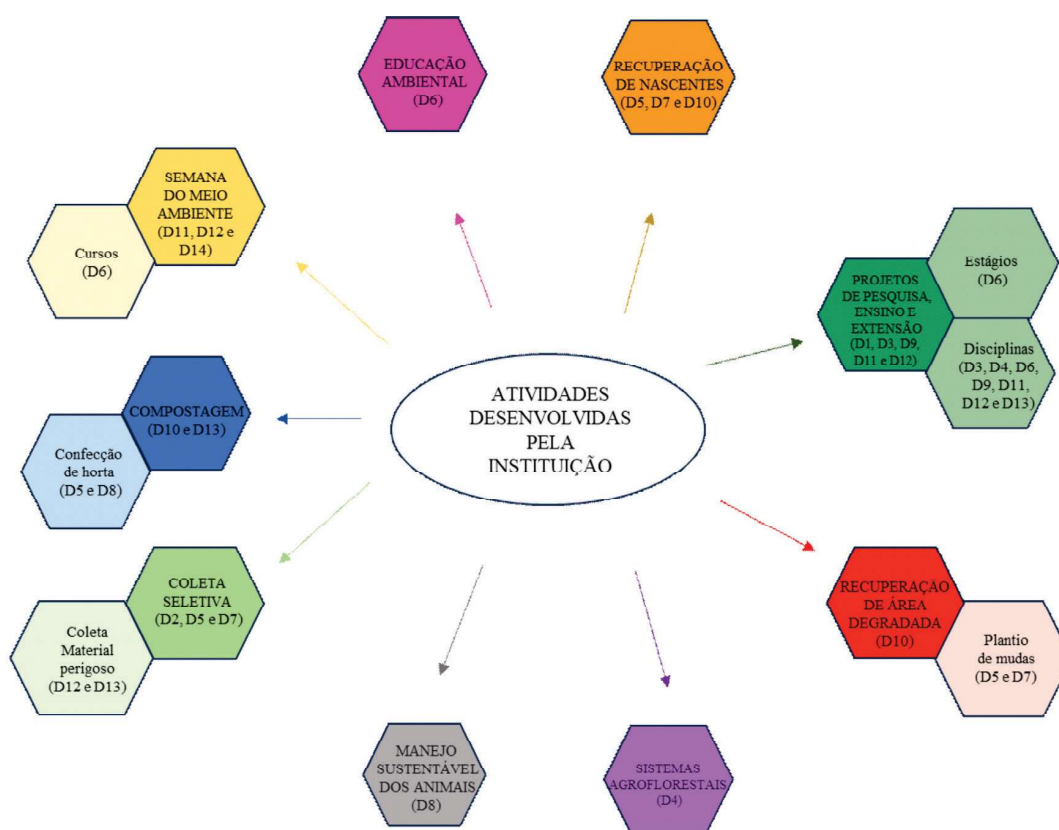 EDUCAÇÃO
AMBIENTAL
(D6)
RECUPERAÇÃO
DE NASCENTES
(D5, D7 e D10)
SEMANA
DO MEIO
AMBIENTE
(D11, D12 e
D14)
Cursos
(D6)
PROJETOS
DE PESQUISA,
ENSINO E
EXTENSÃO
(D1, D3, D9,
D11 e D12)
Estágios
(D6)
Disciplinas
(D3, D4, D6,
D9, D11,
D12 e D13)
ATIVIDADES
DESENVOLVIDAS
PELA
INSTITUIÇÃO
COMPOSTAGEM
(D10 e D13)
Confecção
de horta
(D5 e D8)
COLETA
SELETIVA
(D2, D5 e D7)
Coleta
Material
perigoso
(D12 e D13)
RECUPERAÇÃO
DE ÁREA
DEGRADADA
(D10)
Plantio
de mudas
(D5 e D7)
MANEJO
SUSTENTÁVEL
DOS ANIMAIS
(D8)
SISTEMAS
AGROFLORESTAIS
(D4)